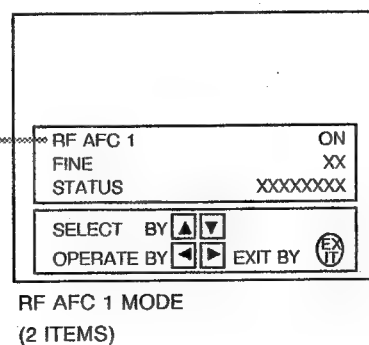 RF AFC 1 ON
FINE XX
STATUS XXXXXXXX
SELECT BY ▲ ▼
OPERATE BY ◄ ► EXIT BY EXIT
RF AFC 1 MODE
(2 ITEMS)